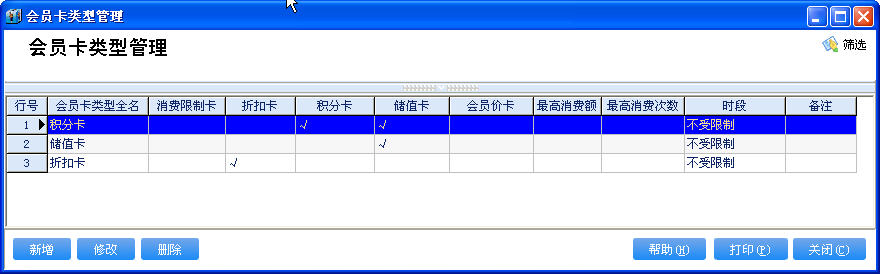 会员卡类型管理
会员卡类型管理
筛选
行号 会员卡类型全名 消费限制卡 折扣卡 积分卡 储值卡 会员价卡 最高消费额 最高消费次数 时段 备注
1 积分卡 √ √ 不受限制
2 储值卡 √ 不受限制
3 折扣卡 √ 不受限制
新增 修改 删除 帮助(H) 打印(P) 关闭(C)